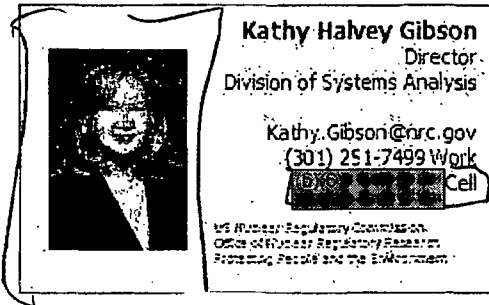 Kathy Halvey Gibson
Director
Division of Systems Analysis
Kathy.Gibson@nrc.gov
(301) 251-7499 Work
Cell
US Nuclear Regulatory Commission
Office of Nuclear Regulatory Research
Protecting People and the Environment